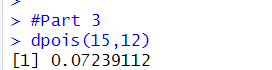 >
> #Part 3
> dpois(15,12)
[1] 0.07239112